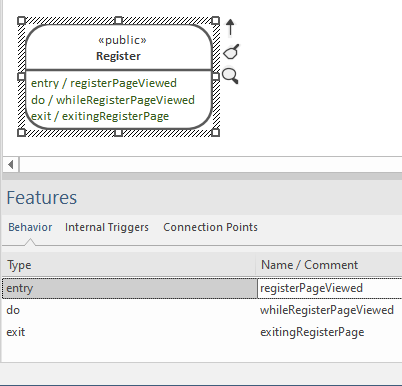 «public»
Register
entry / registerPageViewed
do / whileRegisterPageViewed
exit / exitingRegisterPage
Features
Behavior Internal Triggers Connection Points
Type Name / Comment
entry registerPageViewed
do whileRegisterPageViewed
exit exitingRegisterPage